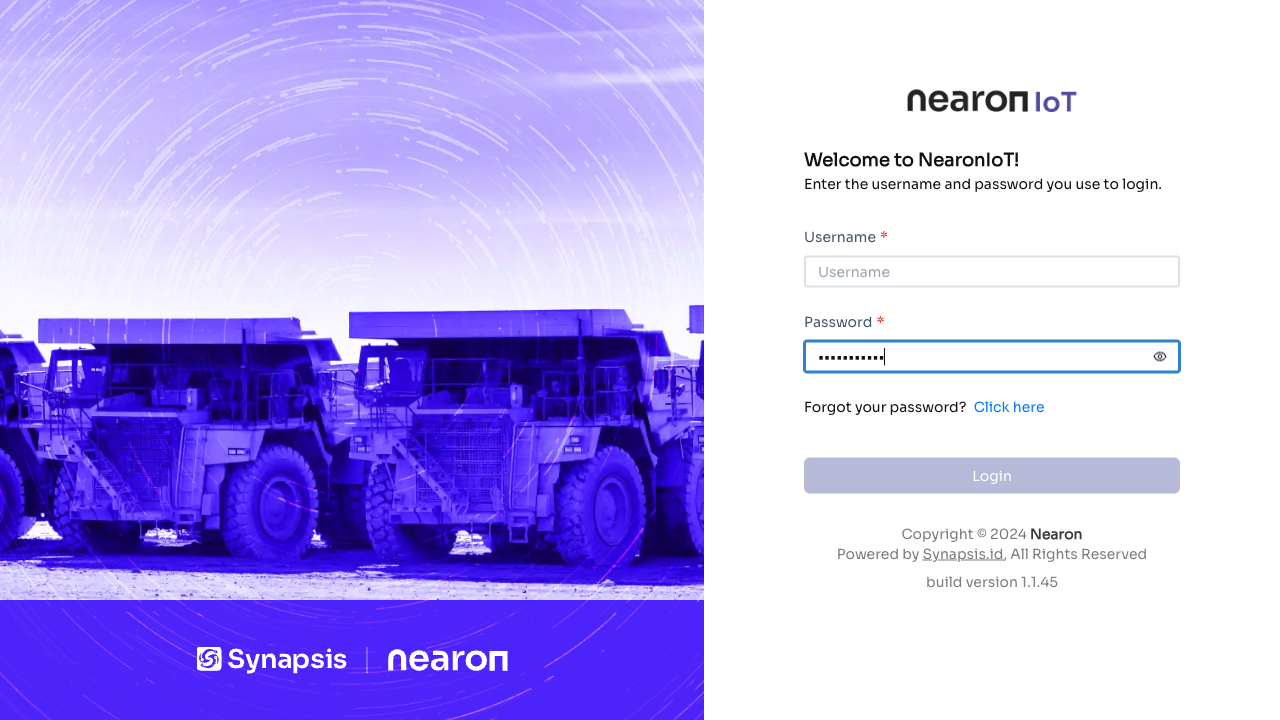 nearon IoT
Welcome to NearonIoT!
Enter the username and password you use to login.
Username *
Username
Password *
•••••••••••
Forgot your password? Click here
Login
Copyright © 2024 Nearon
Powered by Synapsis.id, All Rights Reserved
build version 1.1.45
Synapsis | nearon